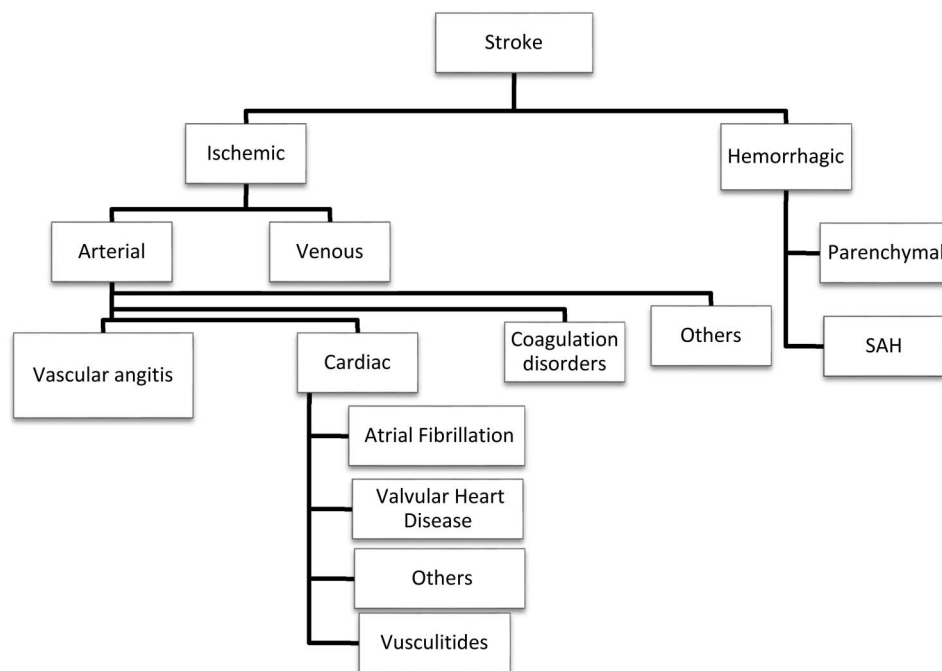 Stroke
Ischemic
Hemorrhagic
Arterial
Venous
Parenchymal
Vascular angitis
Cardiac
Coagulation
disorders
Others
SAH
Atrial Fibrillation
Valvular Heart
Disease
Others
Vusculitides